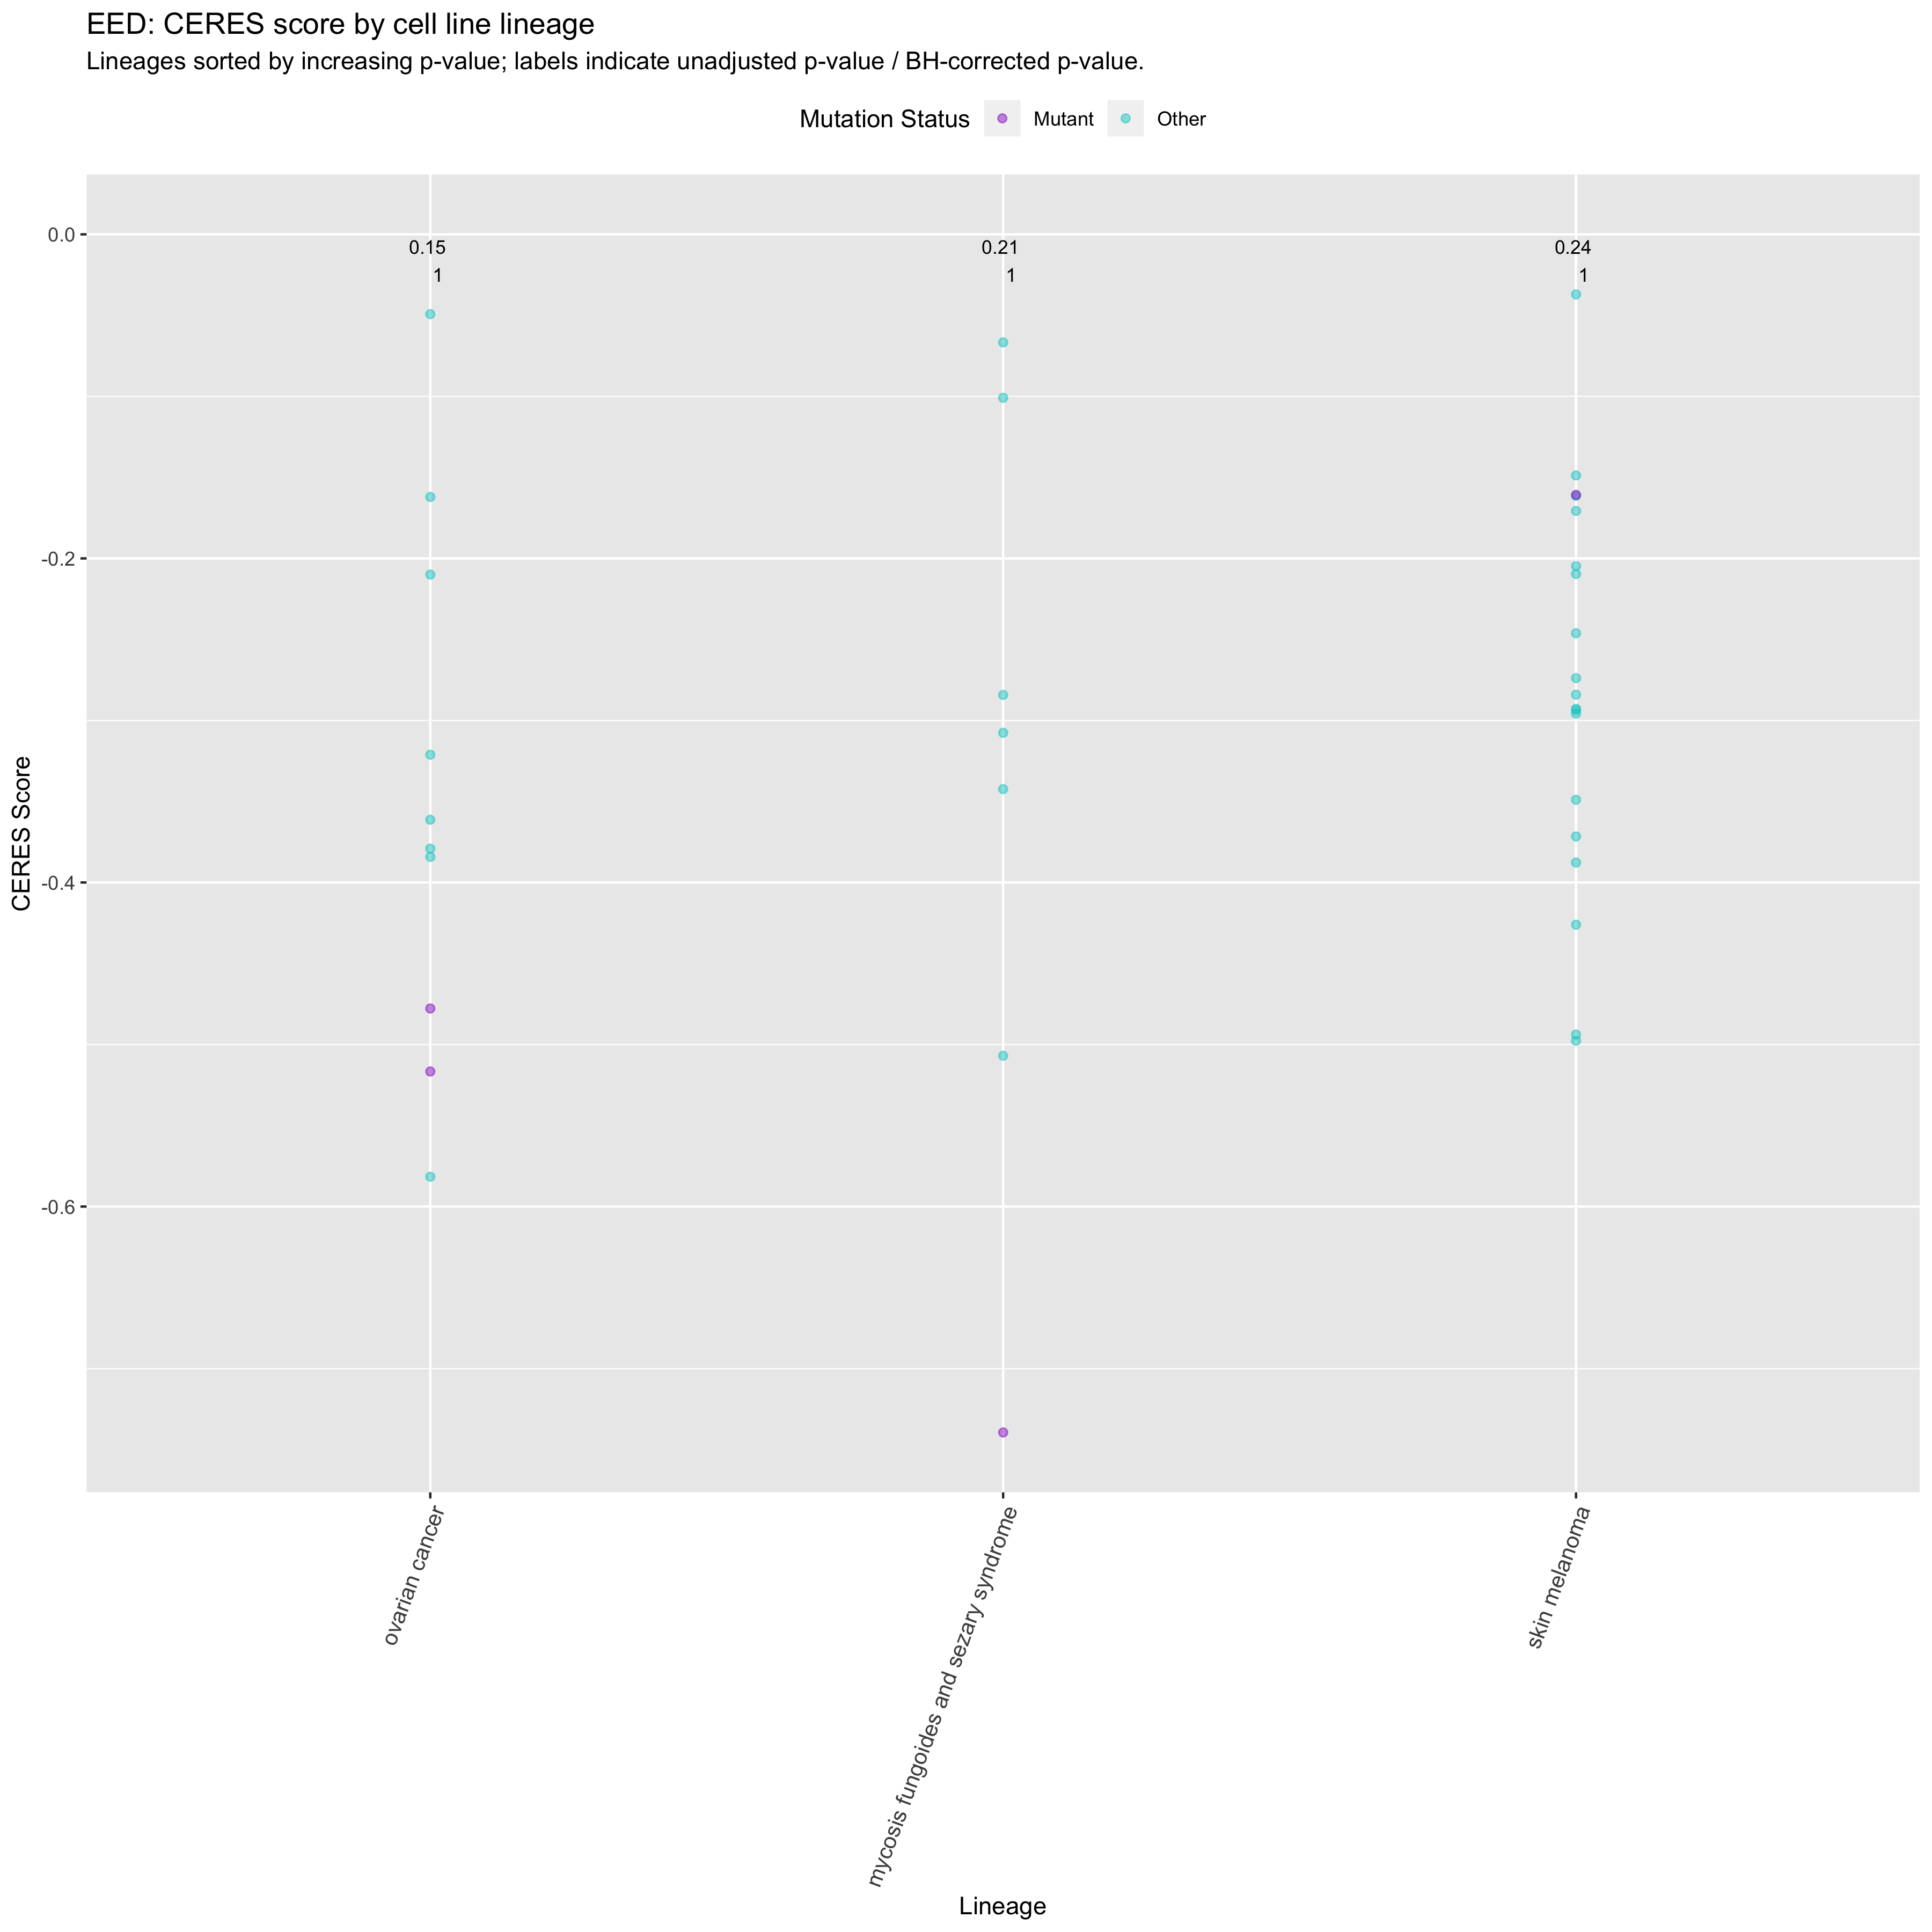 EED: CERES score by cell line lineage
Lineages sorted by increasing p-value; labels indicate unadjusted p-value / BH-corrected p-value.
Mutation Status Mutant Other
0.0
0.15 0.21 0.24
1 1 1
-0.2
-0.4
-0.6
CERES Score
ovarian cancer
mycosis fungoides and sezary syndrome
skin melanoma
Lineage